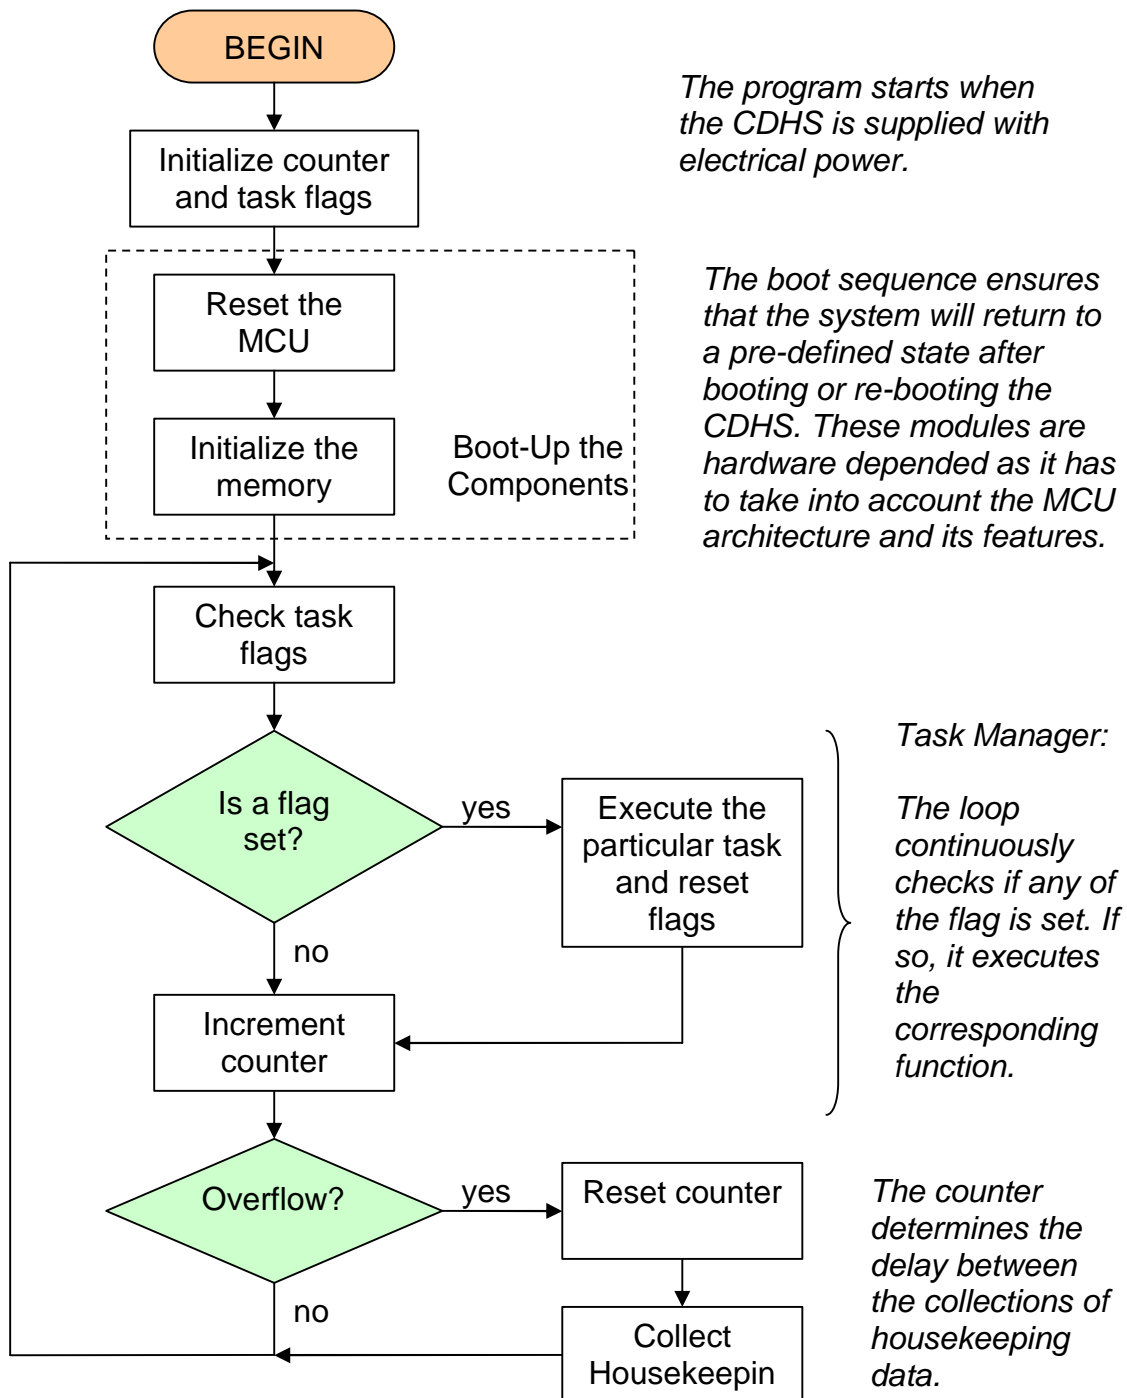 BEGIN
The program starts when
the CDHS is supplied with
electrical power.
Initialize counter
and task flags
Reset the
MCU
Initialize the
memory
Boot-Up the
Components
The boot sequence ensures
that the system will return to
a pre-defined state after
booting or re-booting the
CDHS. These modules are
hardware depended as it has
to take into account the MCU
architecture and its features.
Check task
flags
Is a flag
set?
yes
Execute the
particular task
and reset
flags
no
Task Manager:
The loop
continuously
checks if any of
the flag is set. If
so, it executes
the
corresponding
function.
Increment
counter
Overflow?
yes
Reset counter
no
Collect
Housekeepin
The counter
determines the
delay between
the collections of
housekeeping
data.